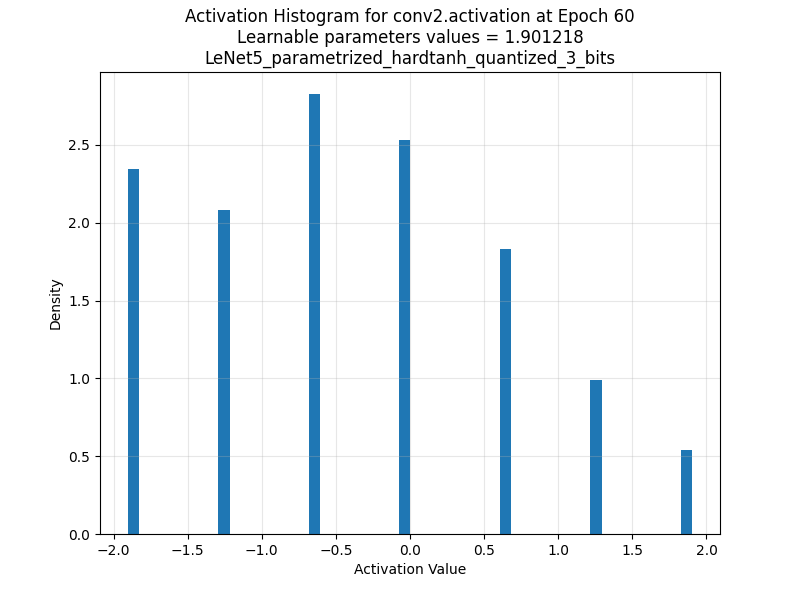 Activation Histogram for conv2.activation at Epoch 60
Learnable parameters values = 1.901218
LeNet5_parametrized_hardtanh_quantized_3_bits
2.5
2.0
1.5
1.0
0.5
0.0
Density
−2.0 −1.5 −1.0 −0.5 0.0 0.5 1.0 1.5 2.0
Activation Value